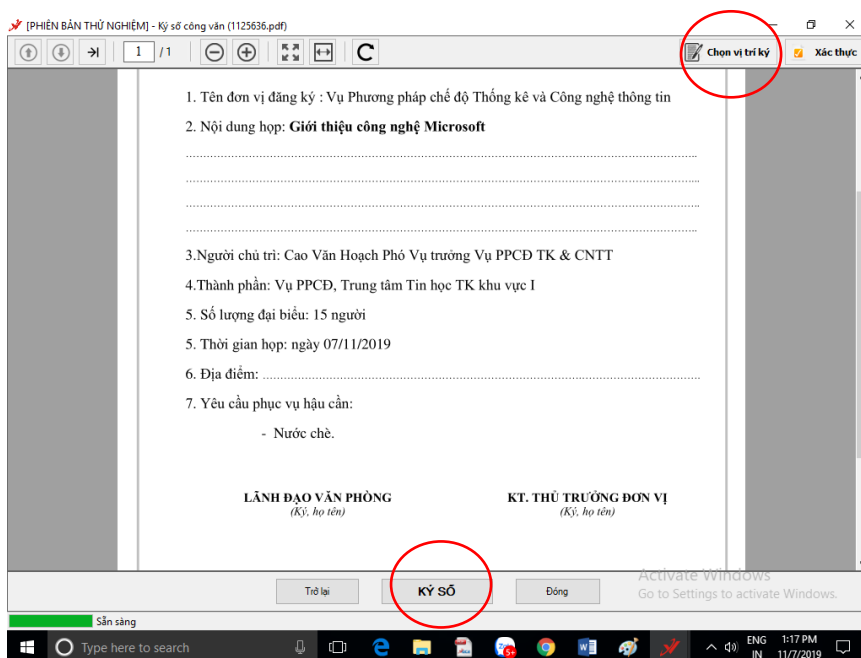 [PHIÊN BẢN THỬ NGHIỆM] - Ký số công văn (1125636.pdf)
1 / 1 Chọn vị trí ký Xác thực
1. Tên đơn vị đăng ký : Vụ Phương pháp chế độ Thống kê và Công nghệ thông tin
2. Nội dung họp: Giới thiệu công nghệ Microsoft
3.Người chủ trì: Cao Văn Hoạch Phó Vụ trưởng Vụ PPCĐ TK & CNTT
4.Thành phần: Vụ PPCĐ, Trung tâm Tin học TK khu vực I
5. Số lượng đại biểu: 15 người
5. Thời gian họp: ngày 07/11/2019
6. Địa điểm: ........................................................................
7. Yêu cầu phục vụ hậu cần:
- Nước chè.
LÃNH ĐẠO VĂN PHÒNG KT. THỦ TRƯỞNG ĐƠN VỊ
(Ký, họ tên) (Ký, họ tên)
Activate Windows
Go to Settings to activate Windows.
Trở lại KÝ SỐ Đóng
Sẵn sàng
Type here to search
5+
ENG 1:17 PM
IN 11/7/2019